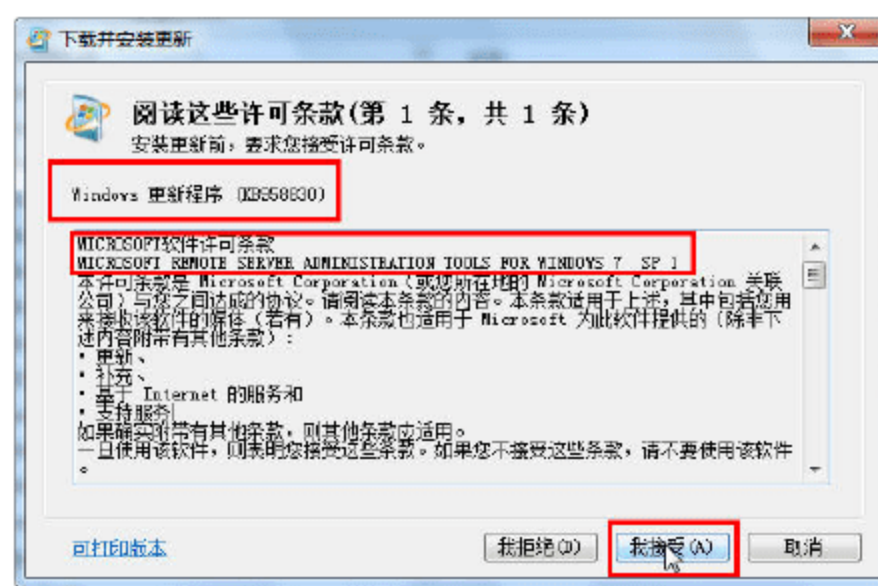 下载并安装更新
阅读这些许可条款(第 1 条，共 1 条)
安装更新前，要求您接受许可条款。
Windows 更新程序 (KB958830)
MICROSOFT软件许可条款
MICROSOFT REMOTE SERVER ADMINISTRATION TOOLS FOR WINDOWS 7 SP 1
本许可条款是 Microsoft Corporation（或您所在地的 Microsoft Corporation 关联
公司）与您之间达成的协议。请阅读本条款的内容。本条款适用于上述，其中包括您用
来接收该软件的媒体（若有）。本条款也适用于 Microsoft 为此软件提供的（除非下
述内容附带有其他条款）:
• 更新、
• 补充、
• 基于 Internet 的服务和
• 支持服务
如果确实附带有其他条款，则其他条款应适用。
一旦使用该软件，则表明您接受这些条款。如果您不接受这些条款，请不要使用该软件
。
可打印版本
我拒绝(D)
我接受(A)
取消